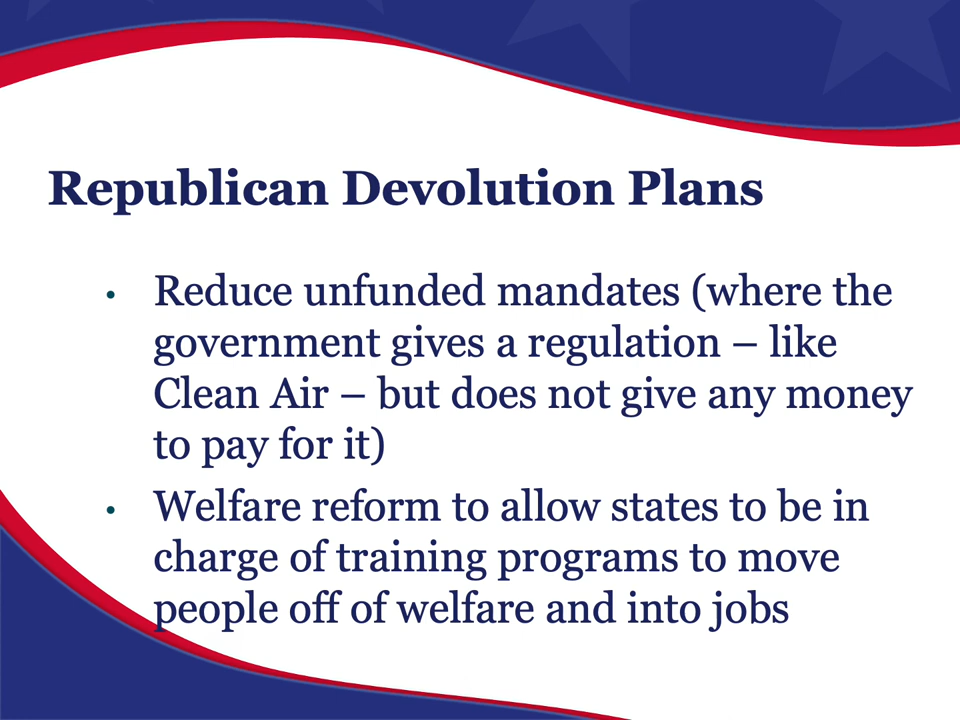 Republican Devolution Plans
• Reduce unfunded mandates (where the
government gives a regulation – like
Clean Air – but does not give any money
to pay for it)
• Welfare reform to allow states to be in
charge of training programs to move
people off of welfare and into jobs